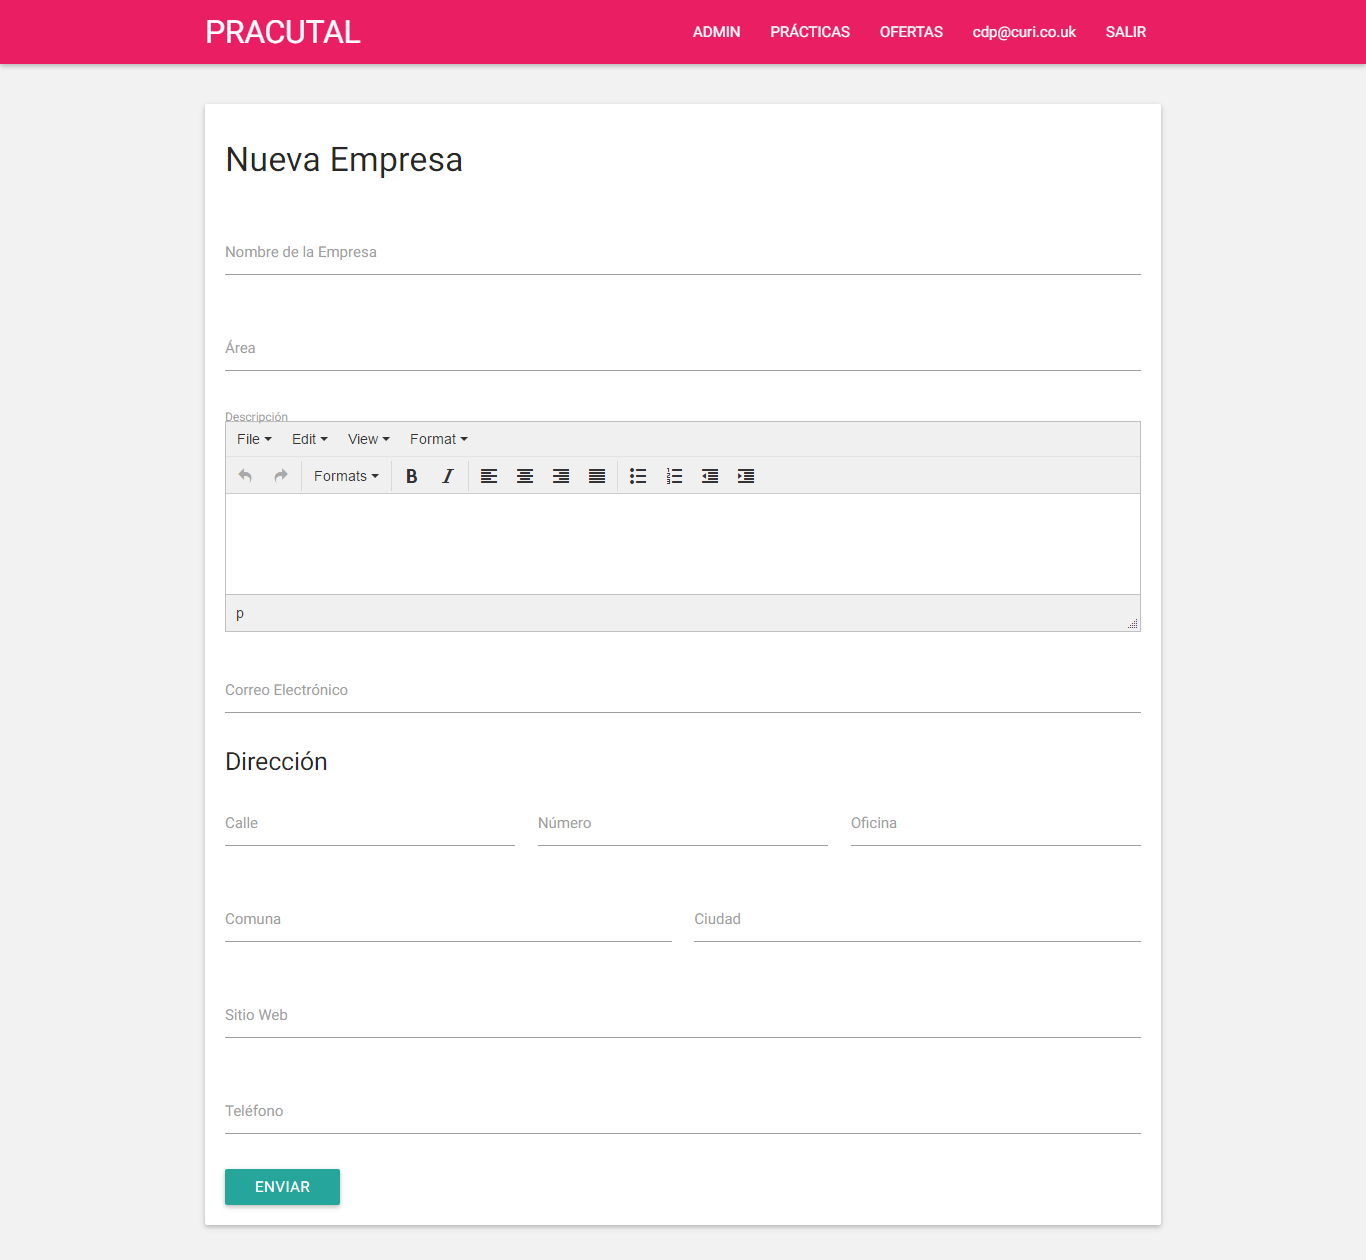 PRACUTAL ADMIN PRÁCTICAS OFERTAS cdp@curi.co.uk SALIR
Nueva Empresa
Nombre de la Empresa
Área
Descripción
File Edit View Format
Formats B I
p
Correo Electrónico
Dirección
Calle Número Oficina
Comuna Ciudad
Sitio Web
Teléfono
ENVIAR